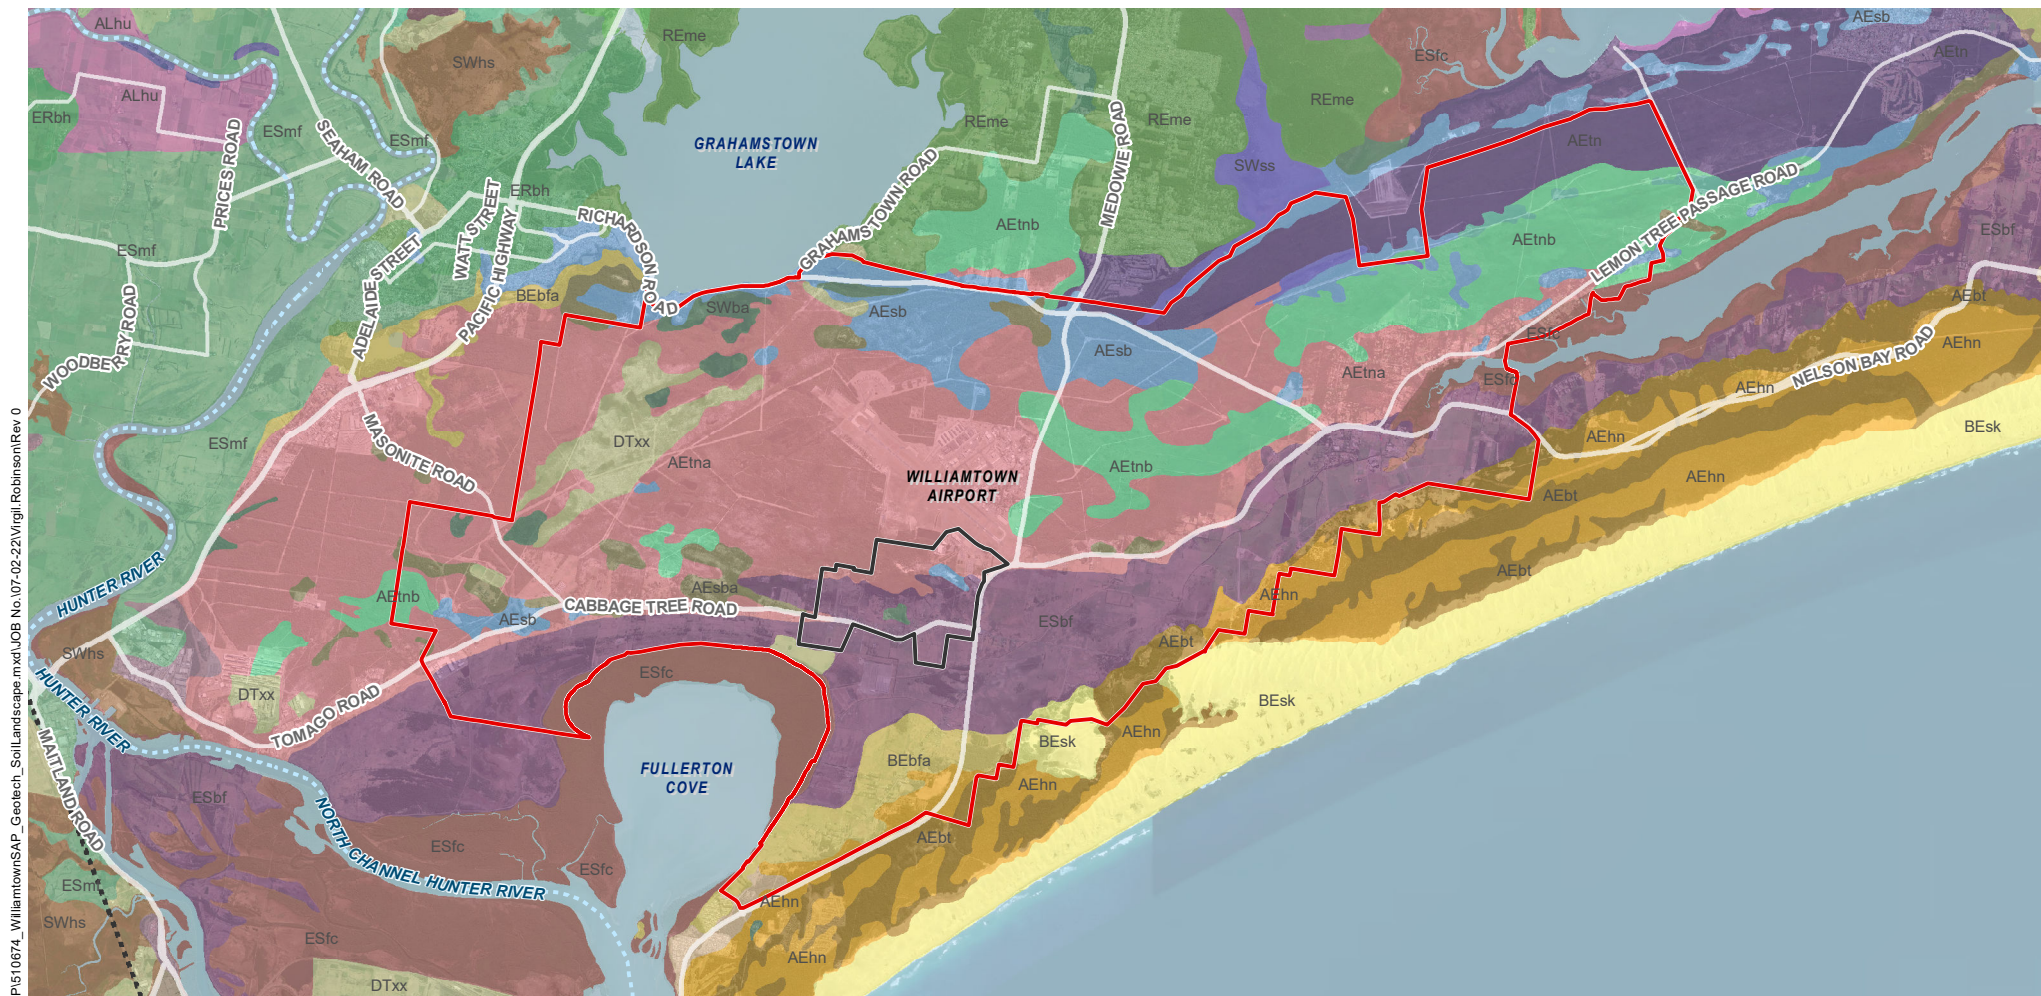 ALhu
REme
AEsb
SWhs
ESfc
AEtn
ALhu
REme
ERbh
ESmf
ESmf
REme
REme
SEAHAM ROAD
PRICES ROAD
GRAHAMSTOWN
LAKE
MEDOWIE ROAD
AEtn
SWss
ERbh
WATT STREET
RICHARDSON ROAD
GRAHAMSTOWN ROAD
AEtnb
AEtnb
LEMON TREE PASSAGE ROAD
ESbf
ESmf
ADELAIDE STREET
PACIFIC HIGHWAY
BEbfa
SWba
AEsb
AEsb
AEbt
WOODBERRY ROAD
ESfc
AEtna
ESfc
AEhn
AEhn
NELSON BAY ROAD
BEsk
ESmf
MASONITE ROAD
DTxx
AEtna
WILLIAMTOWN
AIRPORT
AEtnb
AEhn
AEhn
AEbt
HUNTER RIVER
AEtnb
AEsba
CABBAGE TREE ROAD
AEsb
ESbf
AEhn
AEbt
AEbt
SWhs
HUNTER RIVER
DTxx
TOMAGO ROAD
ESfc
BEsk
BEsk
AEhn
MAITLAND ROAD
ESbf
FULLERTON
COVE
BEbfa
AEhn
AEbt
NORTH CHANNEL HUNTER RIVER
ESfc
ESfc
ESmf
SWhs
ESfc
AEhn
AEhn
DTxx
P\510674_WilliamtownSAP_Geotech_SoilLandscape.mxd\JOB No.\07-02-22\Virgil.Robinson\Rev 0